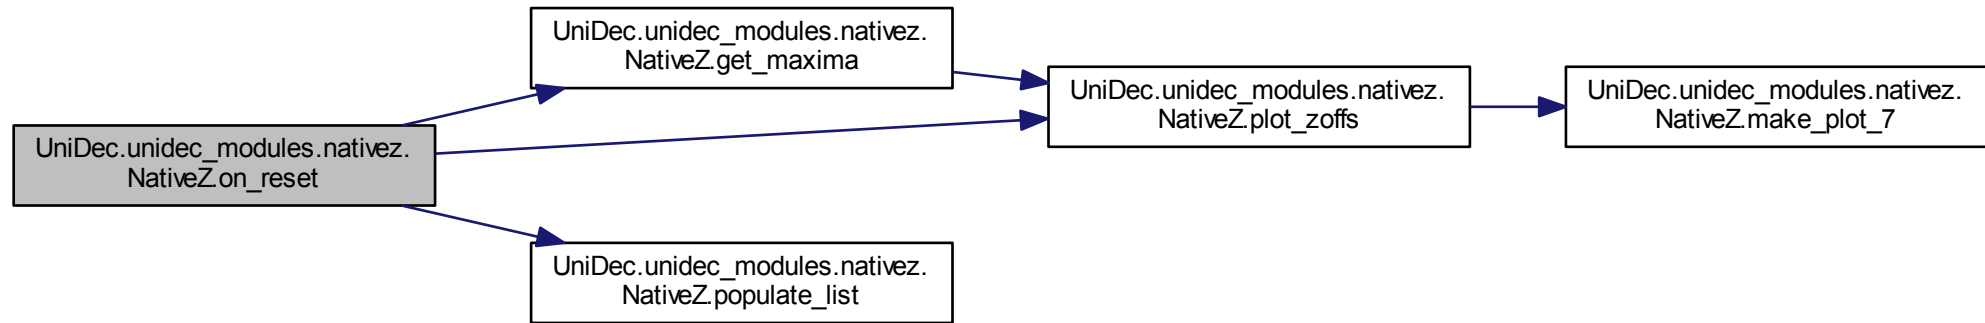 UniDec.unidec_modules.nativez.
NativeZ.on_reset
UniDec.unidec_modules.nativez.
NativeZ.get_maxima
UniDec.unidec_modules.nativez.
NativeZ.plot_zoffs
UniDec.unidec_modules.nativez.
NativeZ.make_plot_7
UniDec.unidec_modules.nativez.
NativeZ.populate_list